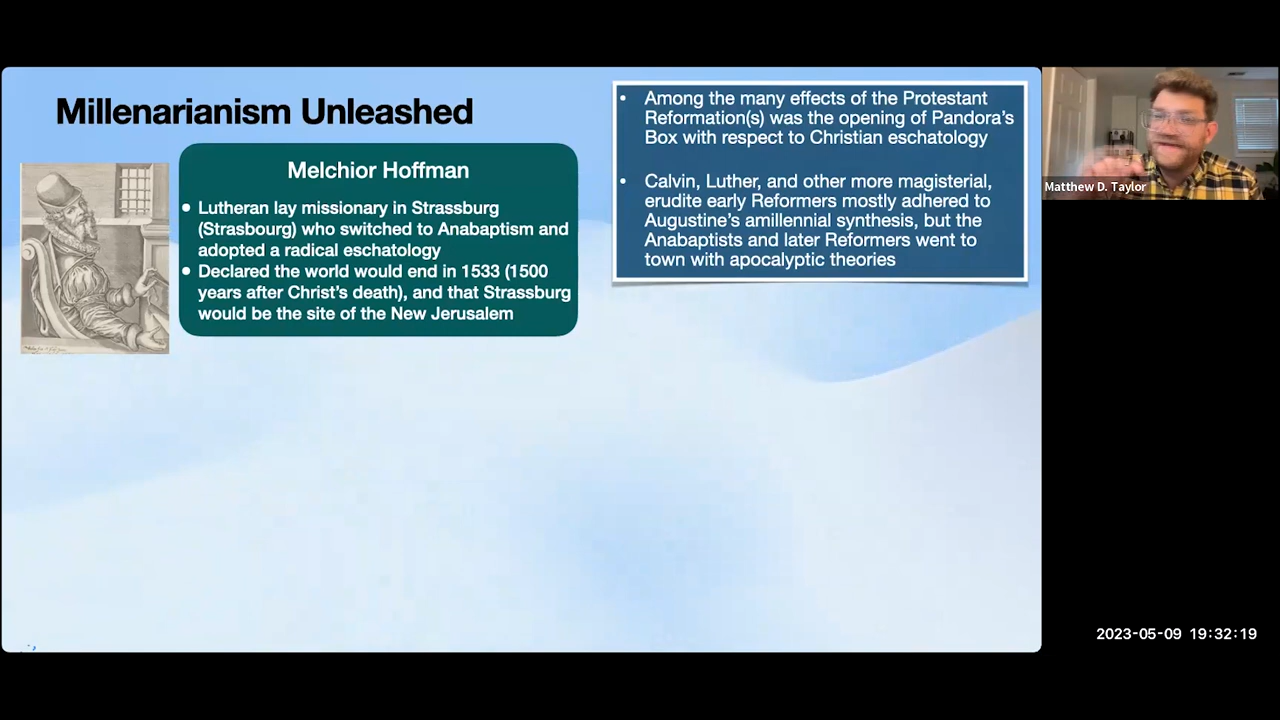 Millenarianism Unleashed
Melchior Hoffman
• Lutheran lay missionary in Strassburg
(Strasbourg) who switched to Anabaptism and
adopted a radical eschatology
• Declared the world would end in 1533 (1500
years after Christ's death), and that Strassburg
would be the site of the New Jerusalem
• Among the many effects of the Protestant
Reformation(s) was the opening of Pandora's
Box with respect to Christian eschatology
• Calvin, Luther, and other more magisterial,
erudite early Reformers mostly adhered to
Augustine's amillennial synthesis, but the
Anabaptists and later Reformers went to
town with apocalyptic theories
Matthew D. Taylor
2023-05-09 19:32:19